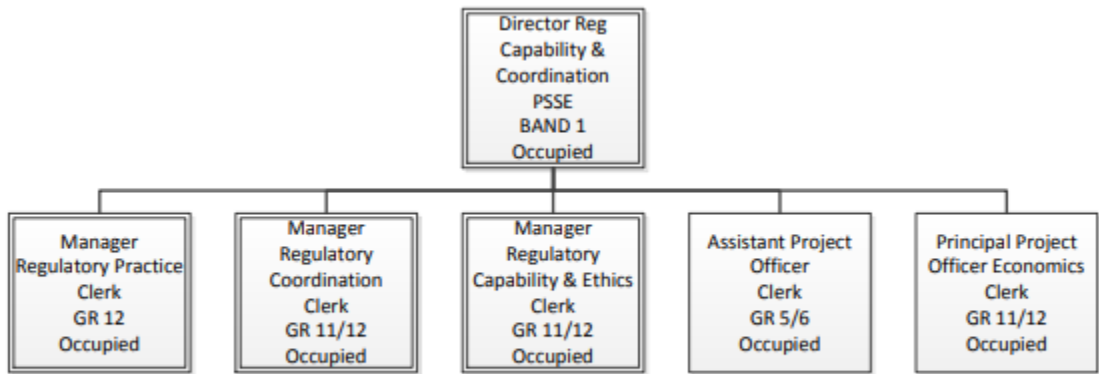 Director Reg
Capability &
Coordination
PSSE
BAND 1
Occupied
Manager
Regulatory Practice
Clerk
GR 12
Occupied
Manager
Regulatory
Coordination
Clerk
GR 11/12
Occupied
Manager
Regulatory
Capability & Ethics
Clerk
GR 11/12
Occupied
Assistant Project
Officer
Clerk
GR 5/6
Occupied
Principal Project
Officer Economics
Clerk
GR 11/12
Occupied